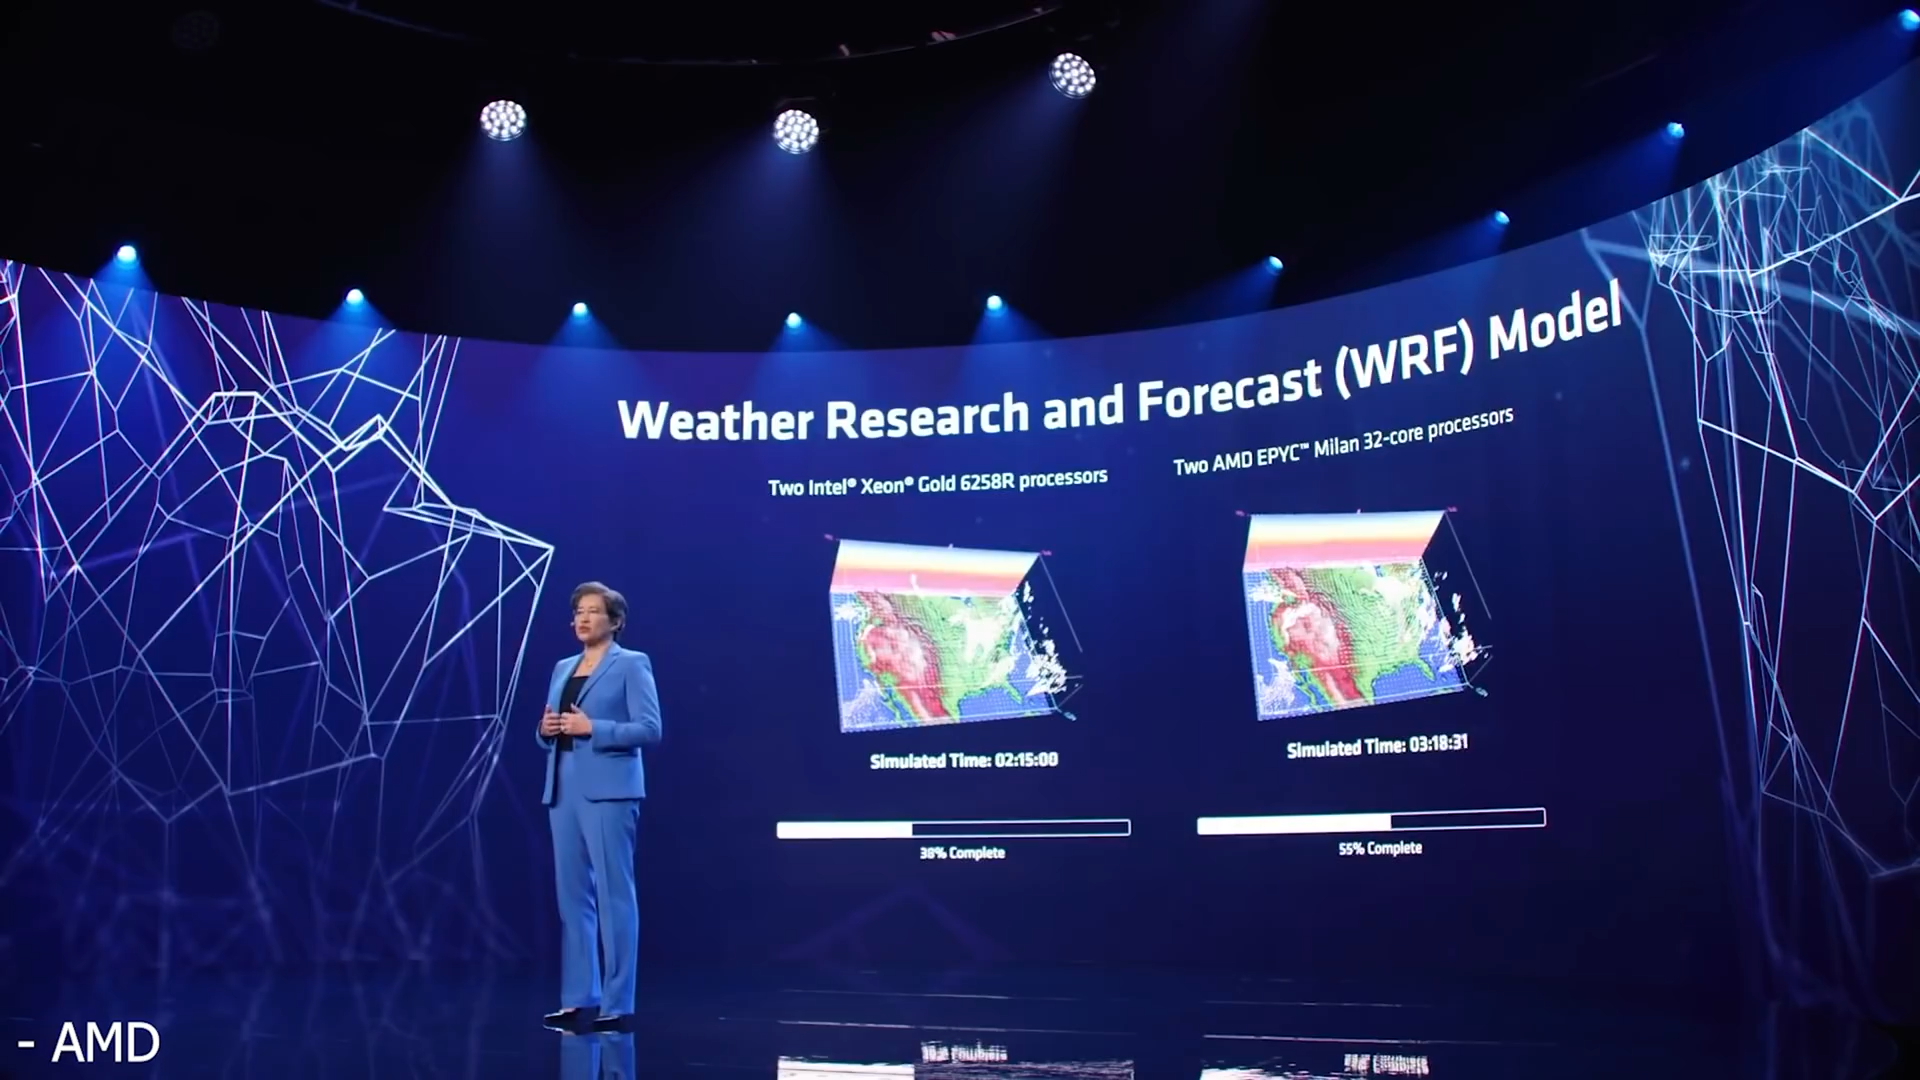 Weather Research and Forecast (WRF) Model
Two Intel® Xeon® Gold 6258R processors
Two AMD EPYC™ Milan 32-core processors
Simulated Time: 02:15:00
Simulated Time: 03:18:31
38% Complete
55% Complete
- AMD